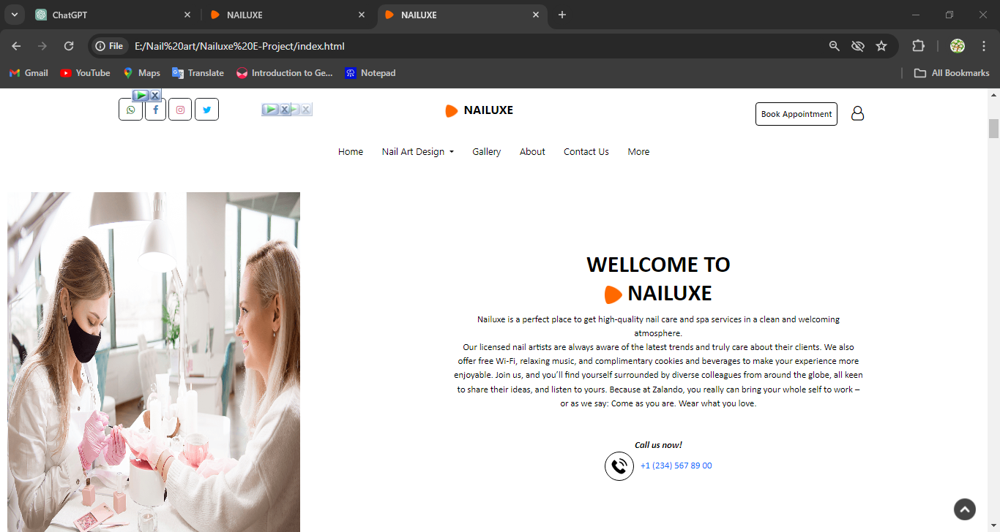 ChatGPT
NAILUXE
NAILUXE
File
E:/Nail%20art/Nailuxe%20E-Project/index.html
Gmail
YouTube
Maps
Translate
Introduction to Ge...
Notepad
All Bookmarks
NAILUXE
Book Appointment
Home
Nail Art Design
Gallery
About
Contact Us
More
WELLCOME TO
NAILUXE
Nailuxe is a perfect place to get high-quality nail care and spa services in a clean and welcoming
atmosphere.
Our licensed nail artists are always aware of the latest trends and truly care about their clients. We also
offer free Wi-Fi, relaxing music, and complimentary cookies and beverages to make your experience more
enjoyable. Join us, and you’ll find yourself surrounded by diverse colleagues from around the globe, all keen
to share their ideas, and listen to yours. Because at Zalando, you really can bring your whole self to work –
or as we say: Come as you are. Wear what you love.
Call us now!
+1 (234) 567 89 00